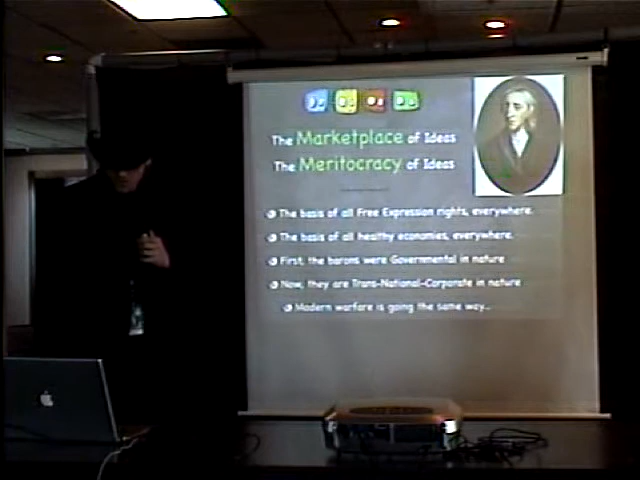 The Marketplace of Ideas
The Meritocracy of Ideas
The basis of all Free Expression rights, everywhere.
The basis of all healthy economies, everywhere.
First, the barons were Governmental in nature
Now, they are Trans-National-Corporate in nature
Modern warfare is going the same way...